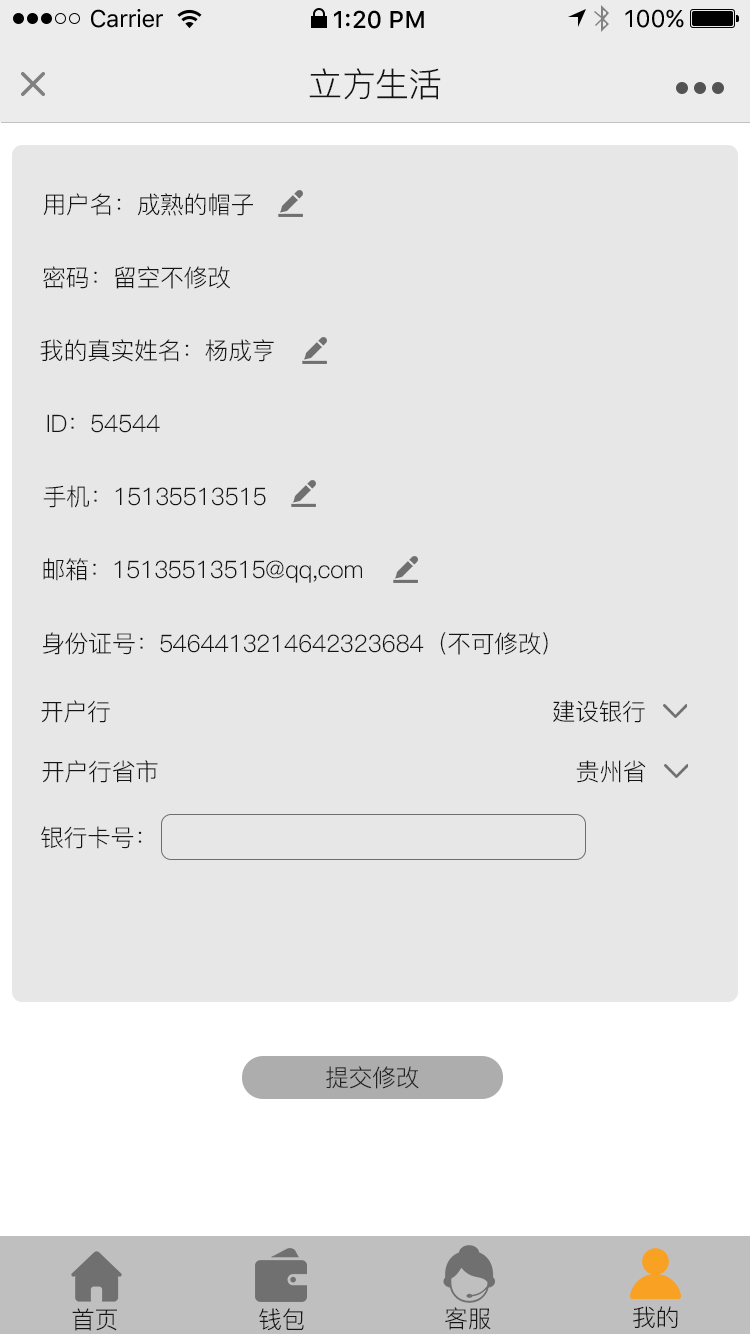 Carrier 1:20 PM 100%
立方生活
用户名：成熟的帽子
密码：留空不修改
我的真实姓名：杨成亨
ID：54544
手机：15135513515
邮箱：15135513515@qq,com
身份证号：5464413214642323684（不可修改）
开户行 建设银行
开户行省市 贵州省
银行卡号：
提交修改
首页 钱包 客服 我的